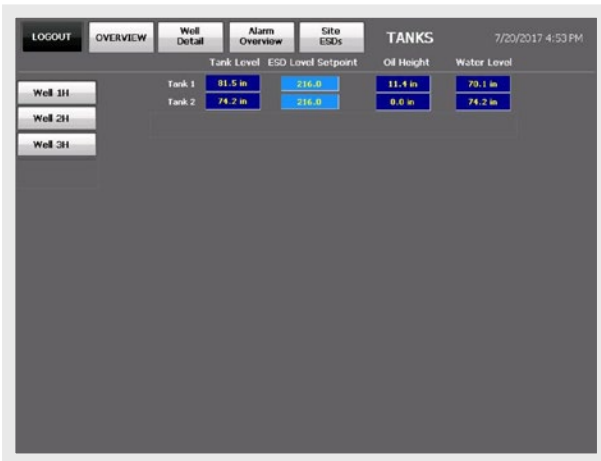 LOGOUT
OVERVIEW
Well Detail
Alarm Overview
Site ESDs
TANKS
7/20/2017 4:53 PM
Tank Level ESD Level Setpoint Oil Height Water Level
Tank 1 81.5 in 216.0 11.4 in 70.1 in
Tank 2 74.2 in 216.0 0.0 in 74.2 in
Well 1H
Well 2H
Well 3H